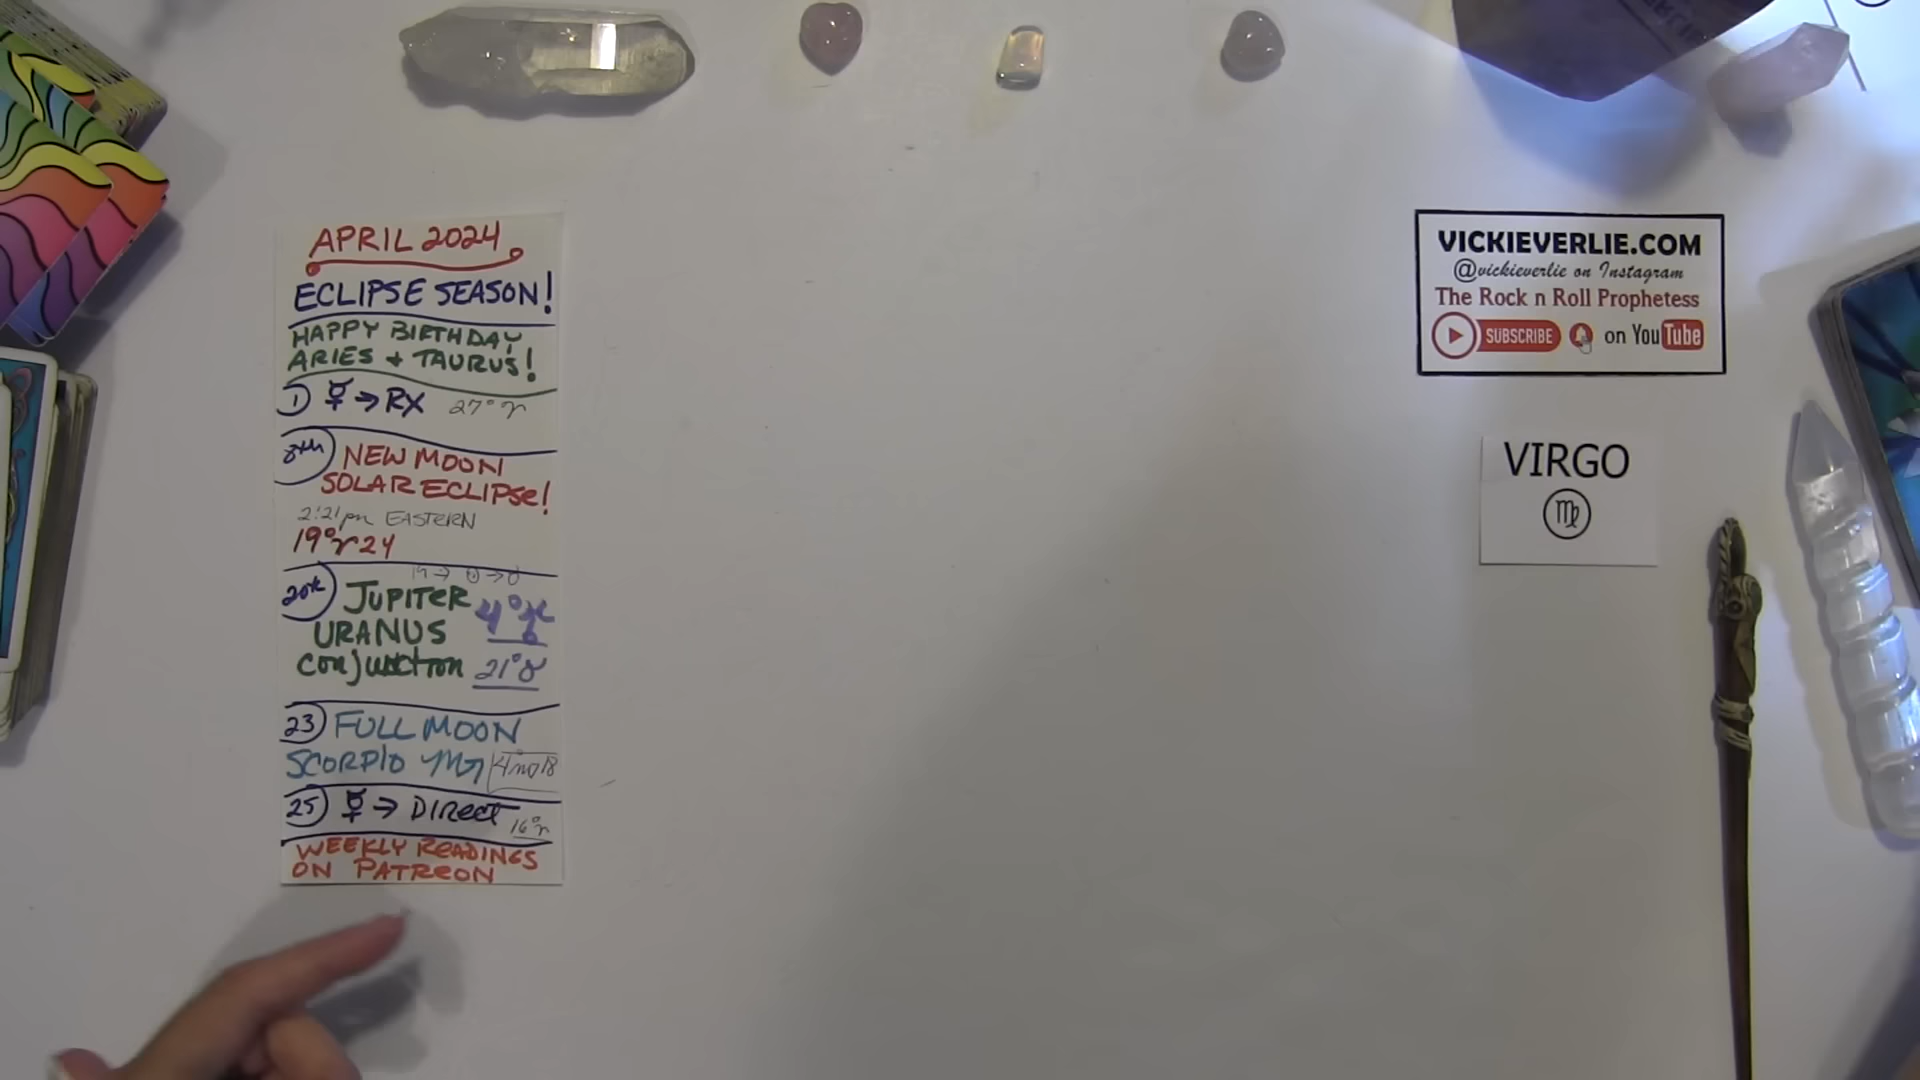 APRIL 2024
ECLIPSE SEASON!
HAPPY BIRTHDAY
ARIES + TAURUS!
1 ☿→RX 27° ♈
8th NEW MOON
SOLAR ECLIPSE!
2:21 pm EASTERN
19°♈24
20th JUPITER
URANUS
conjunction 21°♉
23 FULL MOON
SCORPIO ♏
25 ☿→ DIRECT 16°♈
WEEKLY READINGS
ON PATREON
VICKIEVERLIE.COM
@vickieverlie on Instagram
The Rock n Roll Prophetess
SUBSCRIBE on YouTube
VIRGO
♍